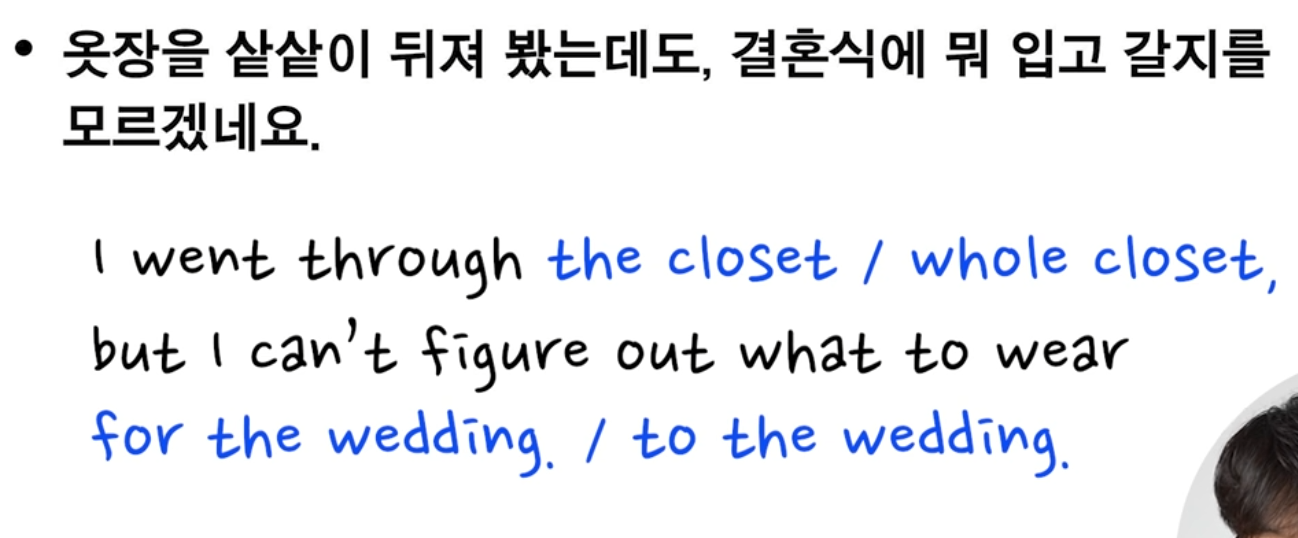 • 옷장을 샅샅이 뒤져 봤는데도, 결혼식에 뭐 입고 갈지를
모르겠네요.
I went through the closet / whole closet,
but I can't figure out what to wear
for the wedding. / to the wedding.